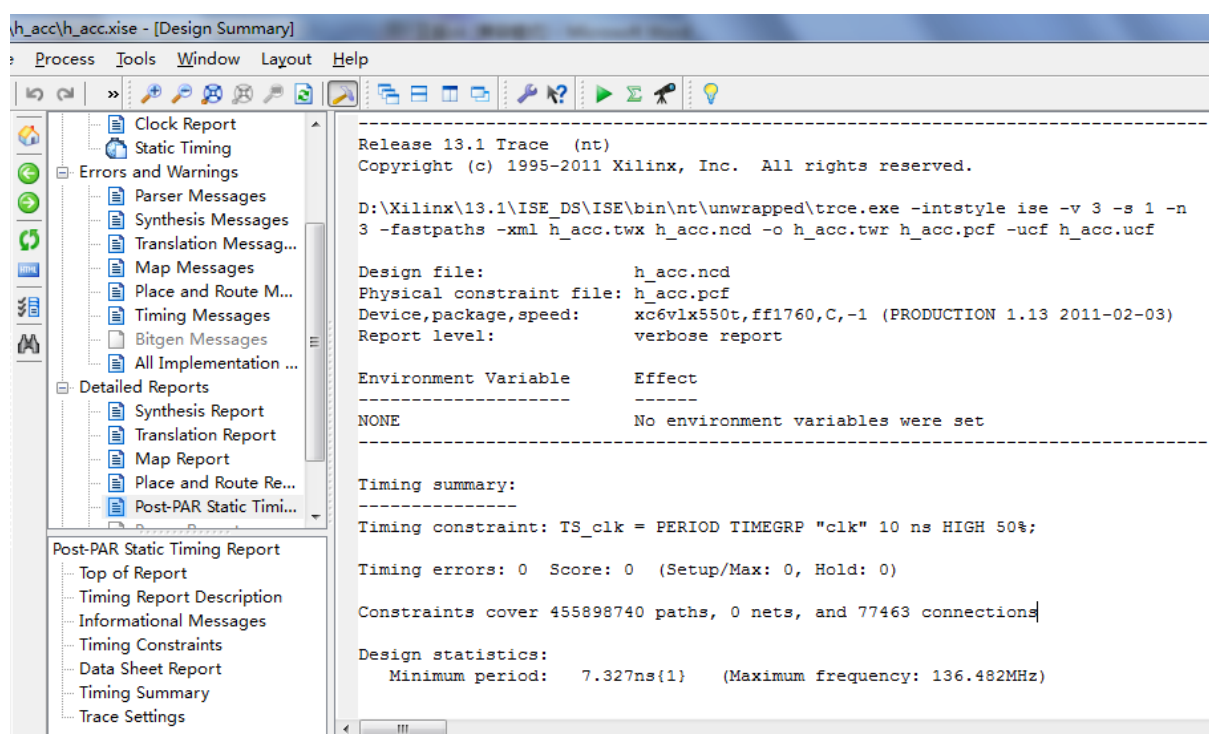 \h_acc\h_acc.xise - [Design Summary]
Process Tools Window Layout Help
»
Clock Report
Static Timing
Errors and Warnings
Parser Messages
Synthesis Messages
Translation Messag...
Map Messages
Place and Route M...
Timing Messages
Bitgen Messages
All Implementation ...
Detailed Reports
Synthesis Report
Translation Report
Map Report
Place and Route Re...
Post-PAR Static Timi...
Post-PAR Static Timing Report
Top of Report
Timing Report Description
Informational Messages
Timing Constraints
Data Sheet Report
Timing Summary
Trace Settings
--------------------------------------------------------------------------------
Release 13.1 Trace  (nt)
Copyright (c) 1995-2011 Xilinx, Inc.  All rights reserved.
D:\Xilinx\13.1\ISE_DS\ISE\bin\nt\unwrapped\trce.exe -intstyle ise -v 3 -s 1 -n
3 -fastpaths -xml h_acc.twx h_acc.ncd -o h_acc.twr h_acc.pcf -ucf h_acc.ucf
Design file:              h_acc.ncd
Physical constraint file: h_acc.pcf
Device,package,speed:     xc6vlx550t,ff1760,C,-1 (PRODUCTION 1.13 2011-02-03)
Report level:             verbose report
Environment Variable      Effect
--------------------      ------
NONE                      No environment variables were set
--------------------------------------------------------------------------------
Timing summary:
---------------
Timing constraint: TS_clk = PERIOD TIMEGRP "clk" 10 ns HIGH 50%;
Timing errors: 0  Score: 0  (Setup/Max: 0, Hold: 0)
Constraints cover 455898740 paths, 0 nets, and 77463 connections
Design statistics:
Minimum period:   7.327ns{1}   (Maximum frequency: 136.482MHz)